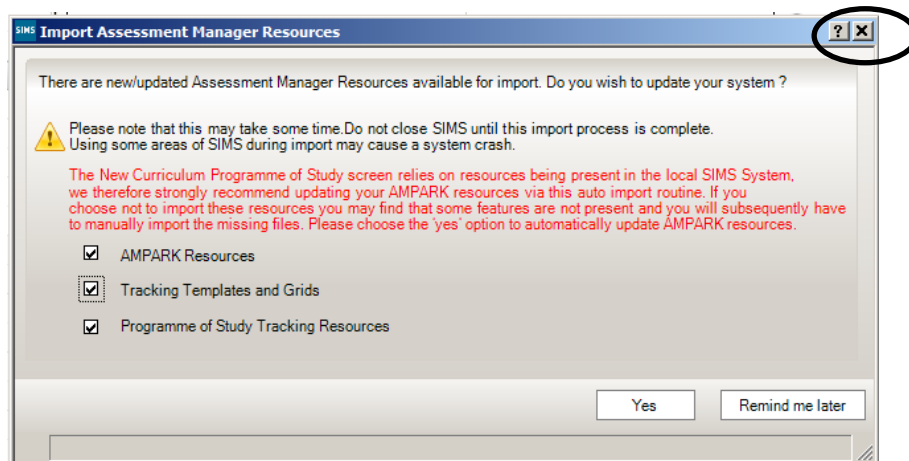 SIMS Import Assessment Manager Resources
There are new/updated Assessment Manager Resources available for import. Do you wish to update your system ?
Please note that this may take some time.Do not close SIMS until this import process is complete.
Using some areas of SIMS during import may cause a system crash.
The New Curriculum Programme of Study screen relies on resources being present in the local SIMS System,
we therefore strongly recommend updating your AMPARK resources via this auto import routine. If you
choose not to import these resources you may find that some features are not present and you will subsequently have
to manually import the missing files. Please choose the 'yes' option to automatically update AMPARK resources.
AMPARK Resources
Tracking Templates and Grids
Programme of Study Tracking Resources
Yes Remind me later